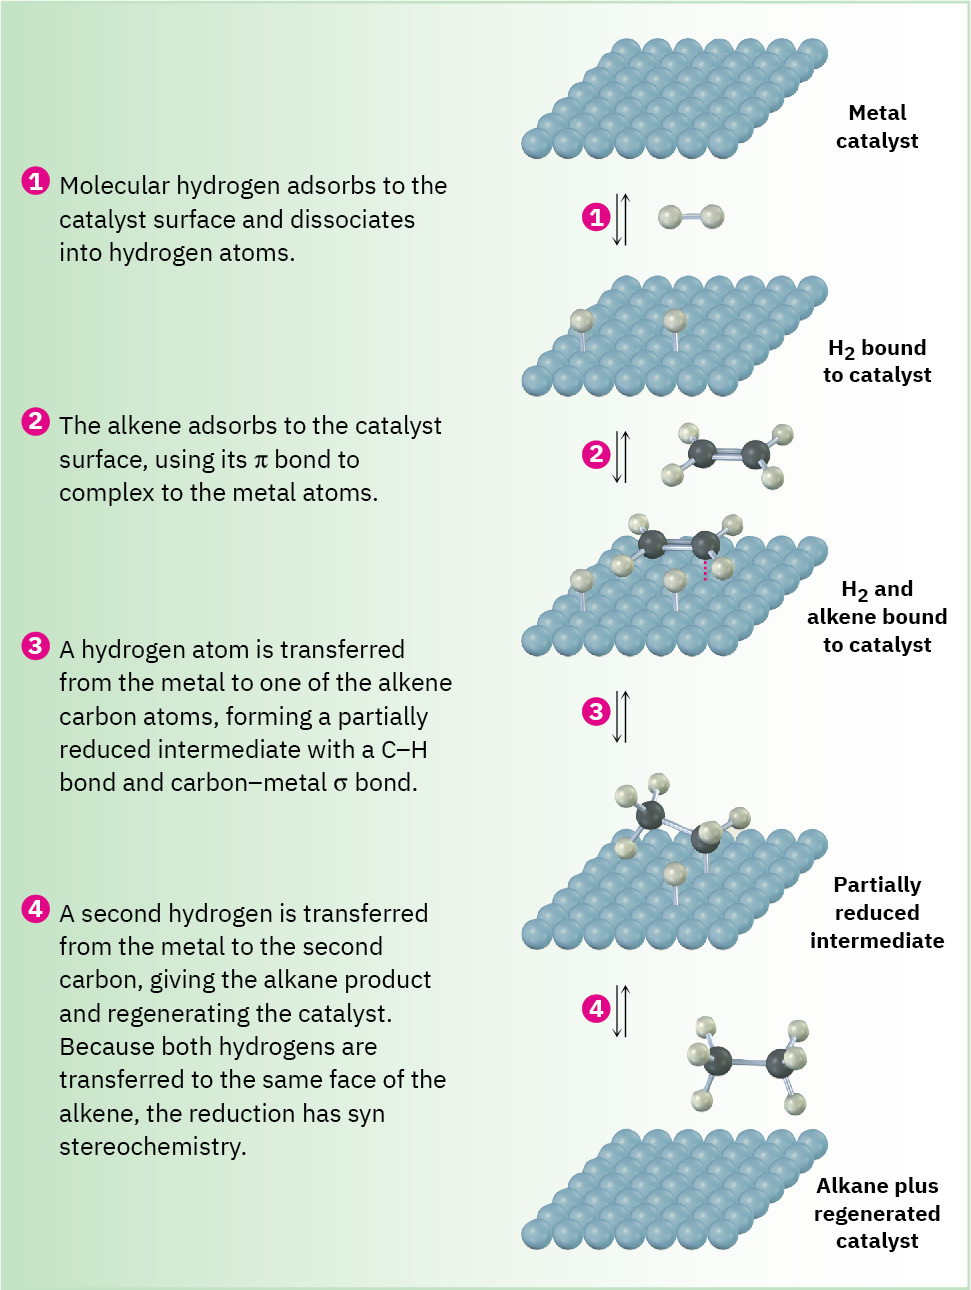 Metal
catalyst
1 Molecular hydrogen adsorbs to the
catalyst surface and dissociates
into hydrogen atoms.
1
H2 bound
to catalyst
2 The alkene adsorbs to the catalyst
surface, using its π bond to
complex to the metal atoms.
2
H2 and
alkene bound
to catalyst
3 A hydrogen atom is transferred
from the metal to one of the alkene
carbon atoms, forming a partially
reduced intermediate with a C–H
bond and carbon–metal σ bond.
3
Partially
reduced
intermediate
4 A second hydrogen is transferred
from the metal to the second
carbon, giving the alkane product
and regenerating the catalyst.
Because both hydrogens are
transferred to the same face of the
alkene, the reduction has syn
stereochemistry.
4
Alkane plus
regenerated
catalyst